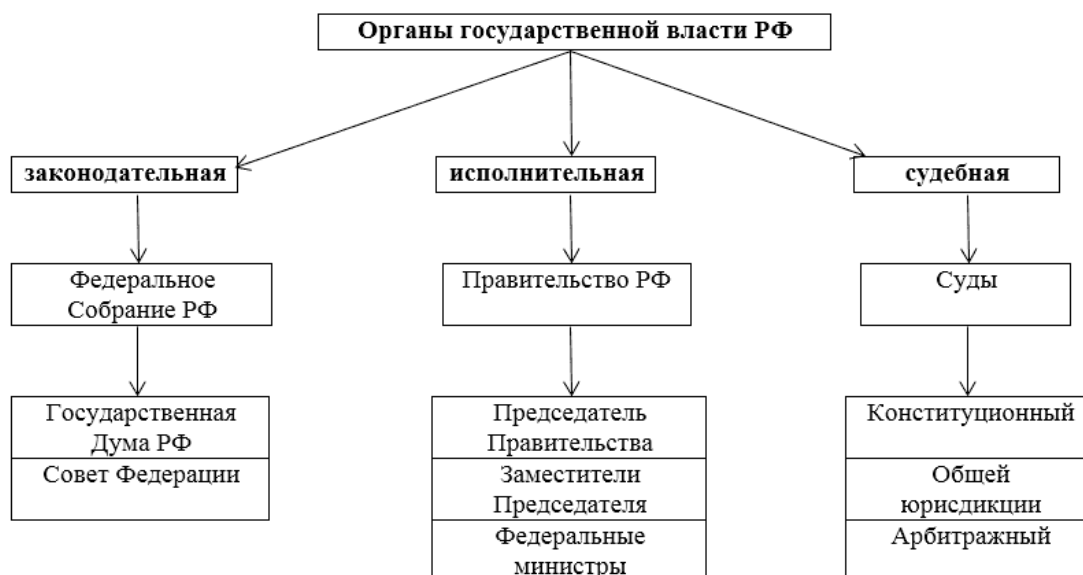 Органы государственной власти РФ
законодательная
исполнительная
судебная
Федеральное
Собрание РФ
Правительство РФ
Суды
Государственная
Дума РФ
Совет Федерации
Председатель
Правительства
Заместители
Председателя
Федеральные
министры
Конституционный
Общей
юрисдикции
Арбитражный